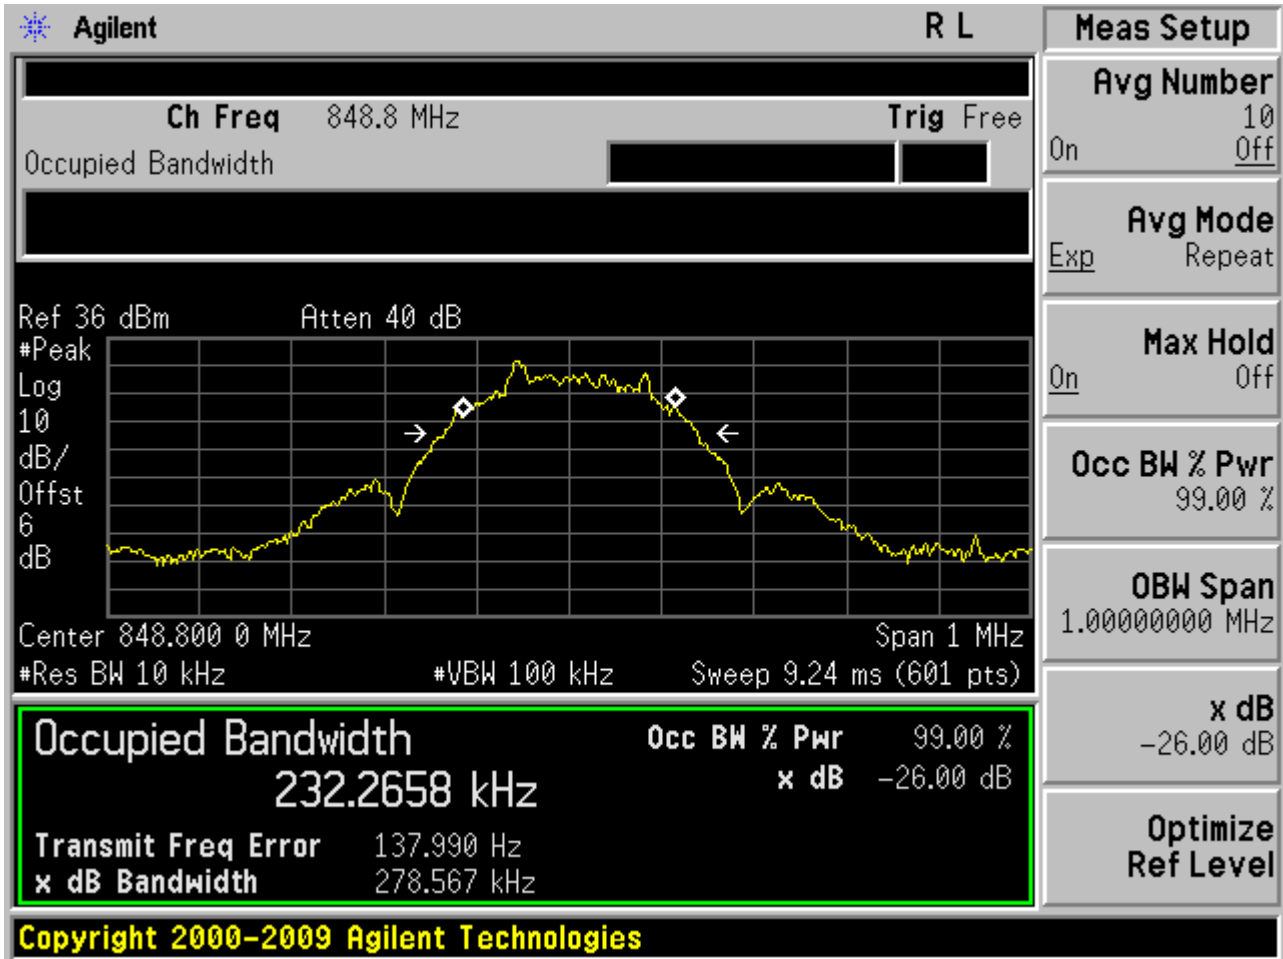 Agilent R L
Ch Freq 848.8 MHz Trig Free
Occupied Bandwidth
Ref 36 dBm Atten 40 dB
#Peak
Log
10
dB/
Offst
6
dB
Center 848.800 0 MHz Span 1 MHz
#Res BW 10 kHz #VBW 100 kHz Sweep 9.24 ms (601 pts)
Occupied Bandwidth Occ BW % Pwr 99.00 %
232.2658 kHz x dB -26.00 dB
Transmit Freq Error 137.990 Hz
x dB Bandwidth 278.567 kHz
Copyright 2000-2009 Agilent Technologies
Meas Setup
Avg Number
10
On Off
Avg Mode
Exp Repeat
Max Hold
On Off
Occ BW % Pwr
99.00 %
OBW Span
1.00000000 MHz
x dB
-26.00 dB
Optimize
Ref Level